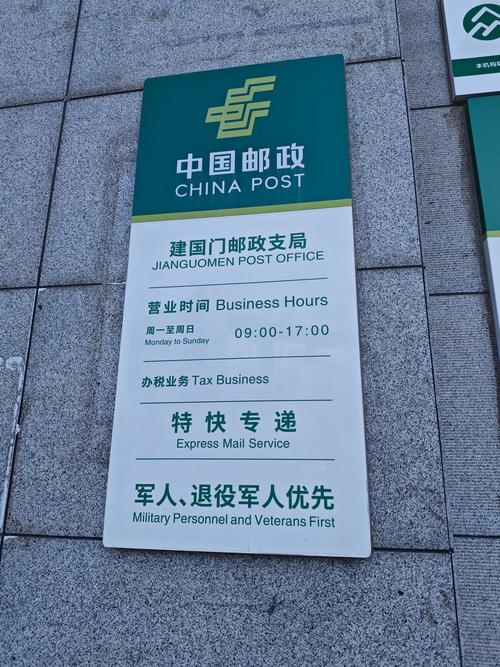 中国邮政
CHINA POST
建国门邮政支局
JIANGUOMEN POST OFFICE
营业时间 Business Hours
周一至周日 09:00-17:00
Monday to Sunday
办税业务 Tax Business
特快专递
Express Mail Service
军人、退役军人优先
Military Personnel and Veterans First
本机构